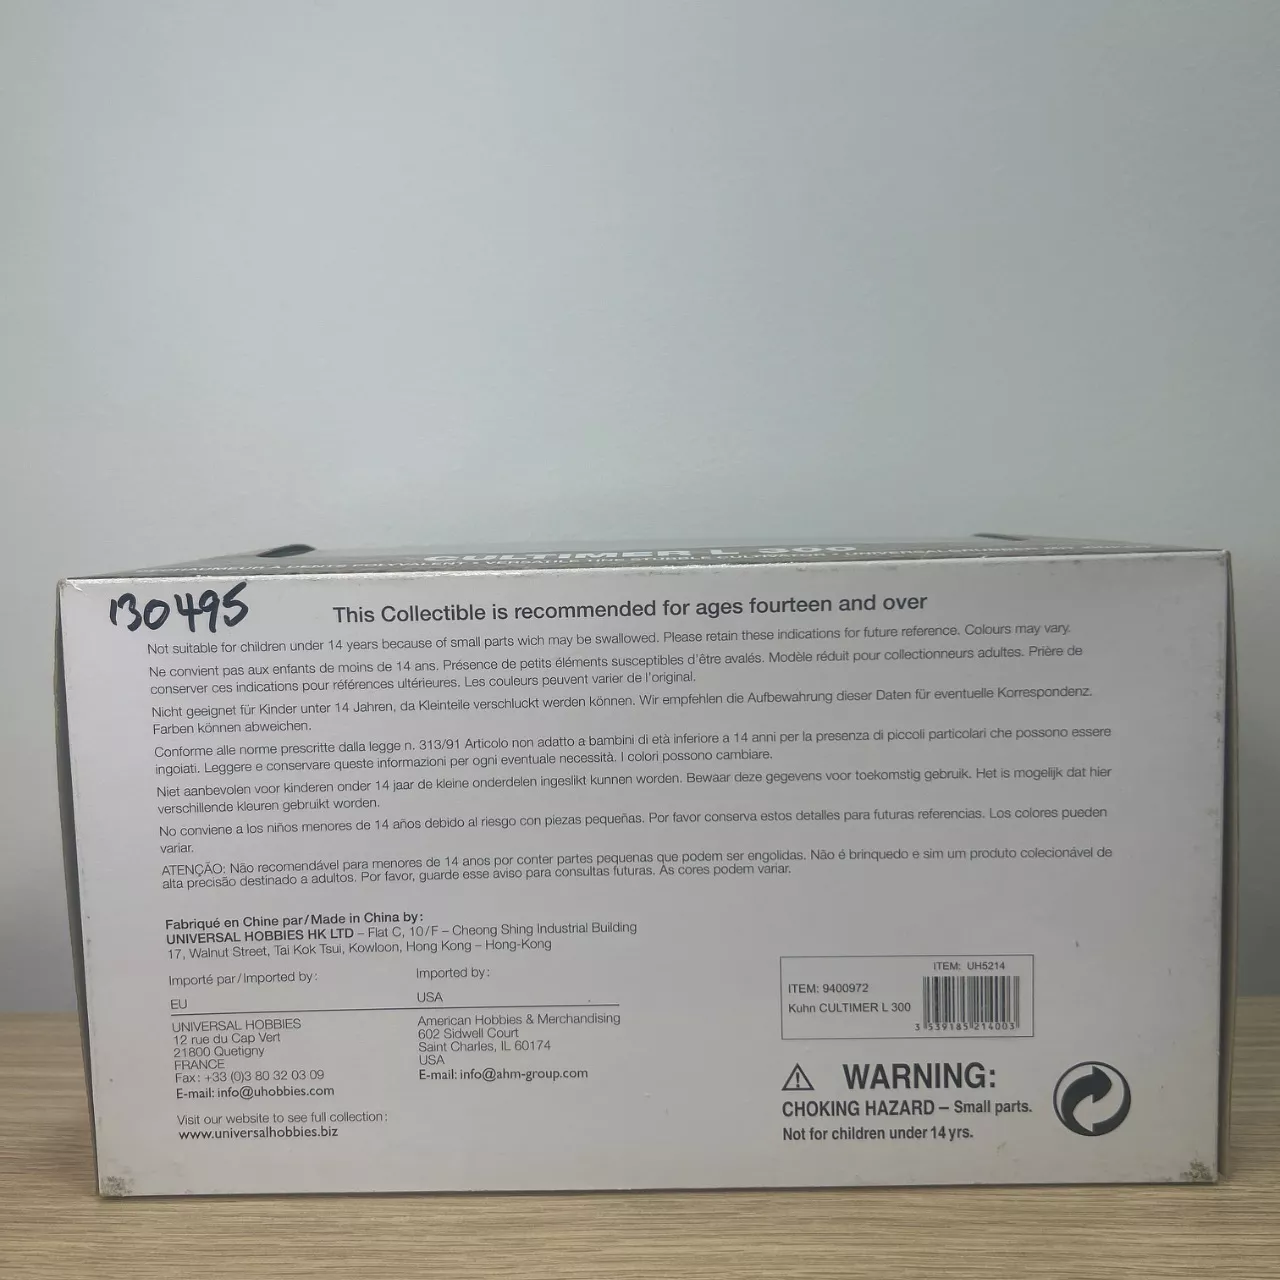 CULTIMER L 300
130495
This Collectible is recommended for ages fourteen and over
Not suitable for children under 14 years because of small parts wich may be swallowed. Please retain these indications for future reference. Colours may vary.
Ne convient pas aux enfants de moins de 14 ans. Présence de petits éléments susceptibles d'être avalés. Modèle réduit pour collectionneurs adultes. Prière de
conserver ces indications pour références ultérieures. Les couleurs peuvent varier de l'original.
Nicht geeignet für Kinder unter 14 Jahren, da Kleinteile verschluckt werden können. Wir empfehlen die Aufbewahrung dieser Daten für eventuelle Korrespondenz.
Farben können abweichen.
Conforme alle norme prescritte dalla legge n. 313/91 Articolo non adatto a bambini di età inferiore a 14 anni per la presenza di piccoli particolari che possono essere
ingoiati. Leggere e conservare queste informazioni per ogni eventuale necessità. I colori possono cambiare.
Niet aanbevolen voor kinderen onder 14 jaar de kleine onderdelen ingeslikt kunnen worden. Bewaar deze gegevens voor toekomstig gebruik. Het is mogelijk dat hier
verschillende kleuren gebruikt worden.
No conviene a los niños menores de 14 años debido al riesgo con piezas pequeñas. Por favor conserva estos detalles para futuras referencias. Los colores pueden
variar.
ATENÇÃO: Não recomendável para menores de 14 anos por conter partes pequenas que podem ser engolidas. Não é brinquedo e sim um produto colecionável de
alta precisão destinado a adultos. Por favor, guarde esse aviso para consultas futuras. As cores podem variar.
Fabriqué en Chine par/Made in China by:
UNIVERSAL HOBBIES HK LTD – Flat C, 10/F – Cheong Shing Industrial Building
17, Walnut Street, Tai Kok Tsui, Kowloon, Hong Kong – Hong-Kong
Importé par/Imported by:
EU
UNIVERSAL HOBBIES
12 rue du Cap Vert
21800 Quetigny
FRANCE
Fax: +33 (0)3 80 32 03 09
E-mail: info@uhobbies.com
Imported by:
USA
American Hobbies & Merchandising
602 Sidwell Court
Saint Charles, IL 60174
USA
E-mail: info@ahm-group.com
Visit our website to see full collection:
www.universalhobbies.biz
ITEM: UH5214
ITEM: 9400972
Kuhn CULTIMER L 300
3 539185 214003
WARNING:
CHOKING HAZARD – Small parts.
Not for children under 14 yrs.